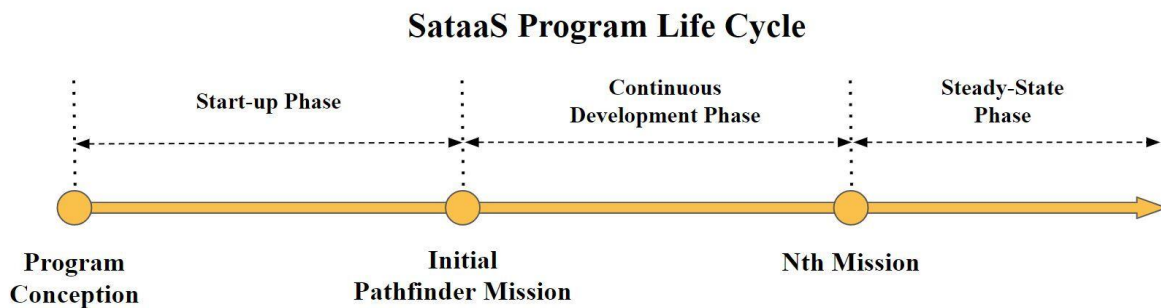 SataaS Program Life Cycle
Start-up Phase
Continuous
Development Phase
Steady-State
Phase
Program
Conception
Initial
Pathfinder Mission
Nth Mission